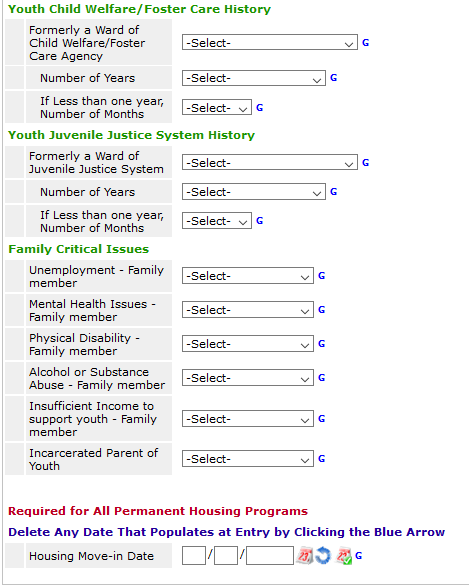 Youth Child Welfare/Foster Care History
Formerly a Ward of
Child Welfare/Foster
Care Agency
-Select- G
Number of Years -Select- G
If Less than one year,
Number of Months
-Select- G
Youth Juvenile Justice System History
Formerly a Ward of
Juvenile Justice System
-Select- G
Number of Years -Select- G
If Less than one year,
Number of Months
-Select- G
Family Critical Issues
Unemployment - Family
member
-Select- G
Mental Health Issues -
Family member
-Select- G
Physical Disability -
Family member
-Select- G
Alcohol or Substance
Abuse - Family member
-Select- G
Insufficient Income to
support youth - Family
member
-Select- G
Incarcerated Parent of
Youth
-Select- G
Required for All Permanent Housing Programs
Delete Any Date That Populates at Entry by Clicking the Blue Arrow
Housing Move-in Date / / G